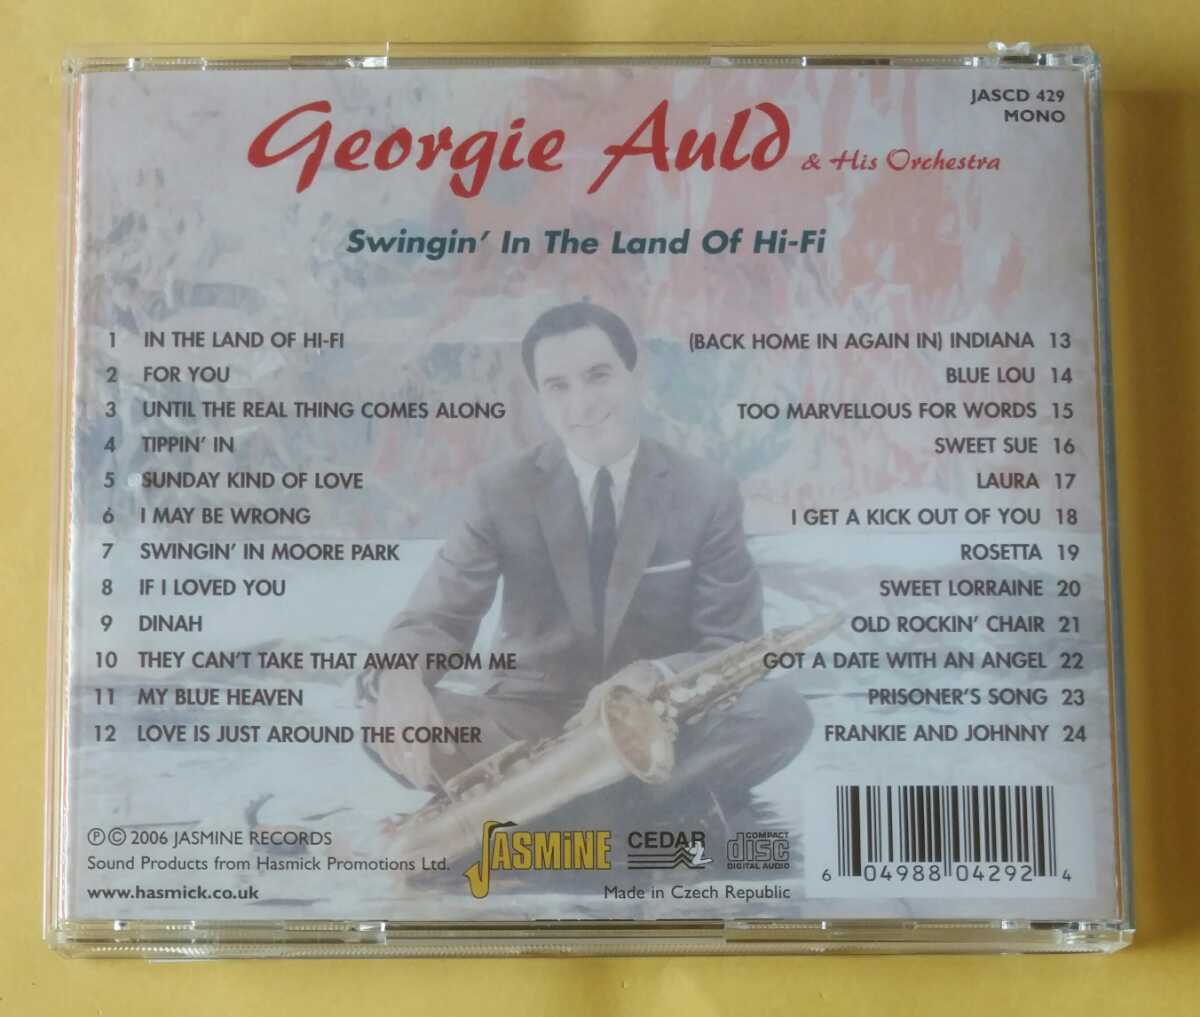 JASCD 429
MONO
Georgie Auld & His Orchestra
Swingin' In The Land Of Hi-Fi
1 IN THE LAND OF HI-FI
2 FOR YOU
3 UNTIL THE REAL THING COMES ALONG
4 TIPPIN' IN
5 SUNDAY KIND OF LOVE
6 I MAY BE WRONG
7 SWINGIN' IN MOORE PARK
8 IF I LOVED YOU
9 DINAH
10 THEY CAN'T TAKE THAT AWAY FROM ME
11 MY BLUE HEAVEN
12 LOVE IS JUST AROUND THE CORNER
(BACK HOME IN AGAIN IN) INDIANA 13
BLUE LOU 14
TOO MARVELLOUS FOR WORDS 15
SWEET SUE 16
LAURA 17
I GET A KICK OUT OF YOU 18
ROSETTA 19
SWEET LORRAINE 20
OLD ROCKIN' CHAIR 21
GOT A DATE WITH AN ANGEL 22
PRISONER'S SONG 23
FRANKIE AND JOHNNY 24
℗ © 2006 JASMINE RECORDS
Sound Products from Hasmick Promotions Ltd.
www.hasmick.co.uk
JASMiNE
CEDAR 2
COMPACT disc DIGITAL AUDIO
Made in Czech Republic
6 04988 04292 4